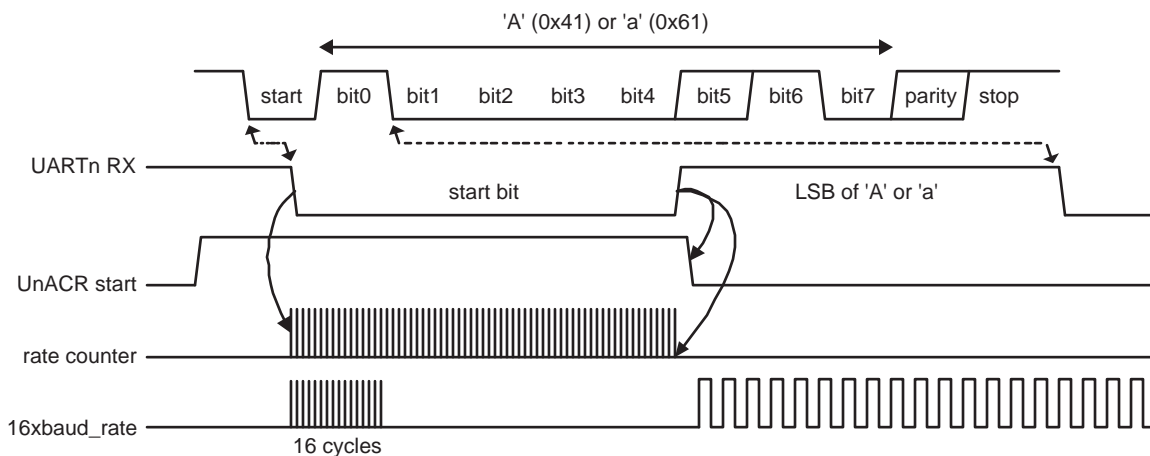 'A' (0x41) or 'a' (0x61)
start bit0 bit1 bit2 bit3 bit4 bit5 bit6 bit7 parity stop
UARTn RX
start bit
LSB of 'A' or 'a'
UnACR start
rate counter
16xbaud_rate
16 cycles